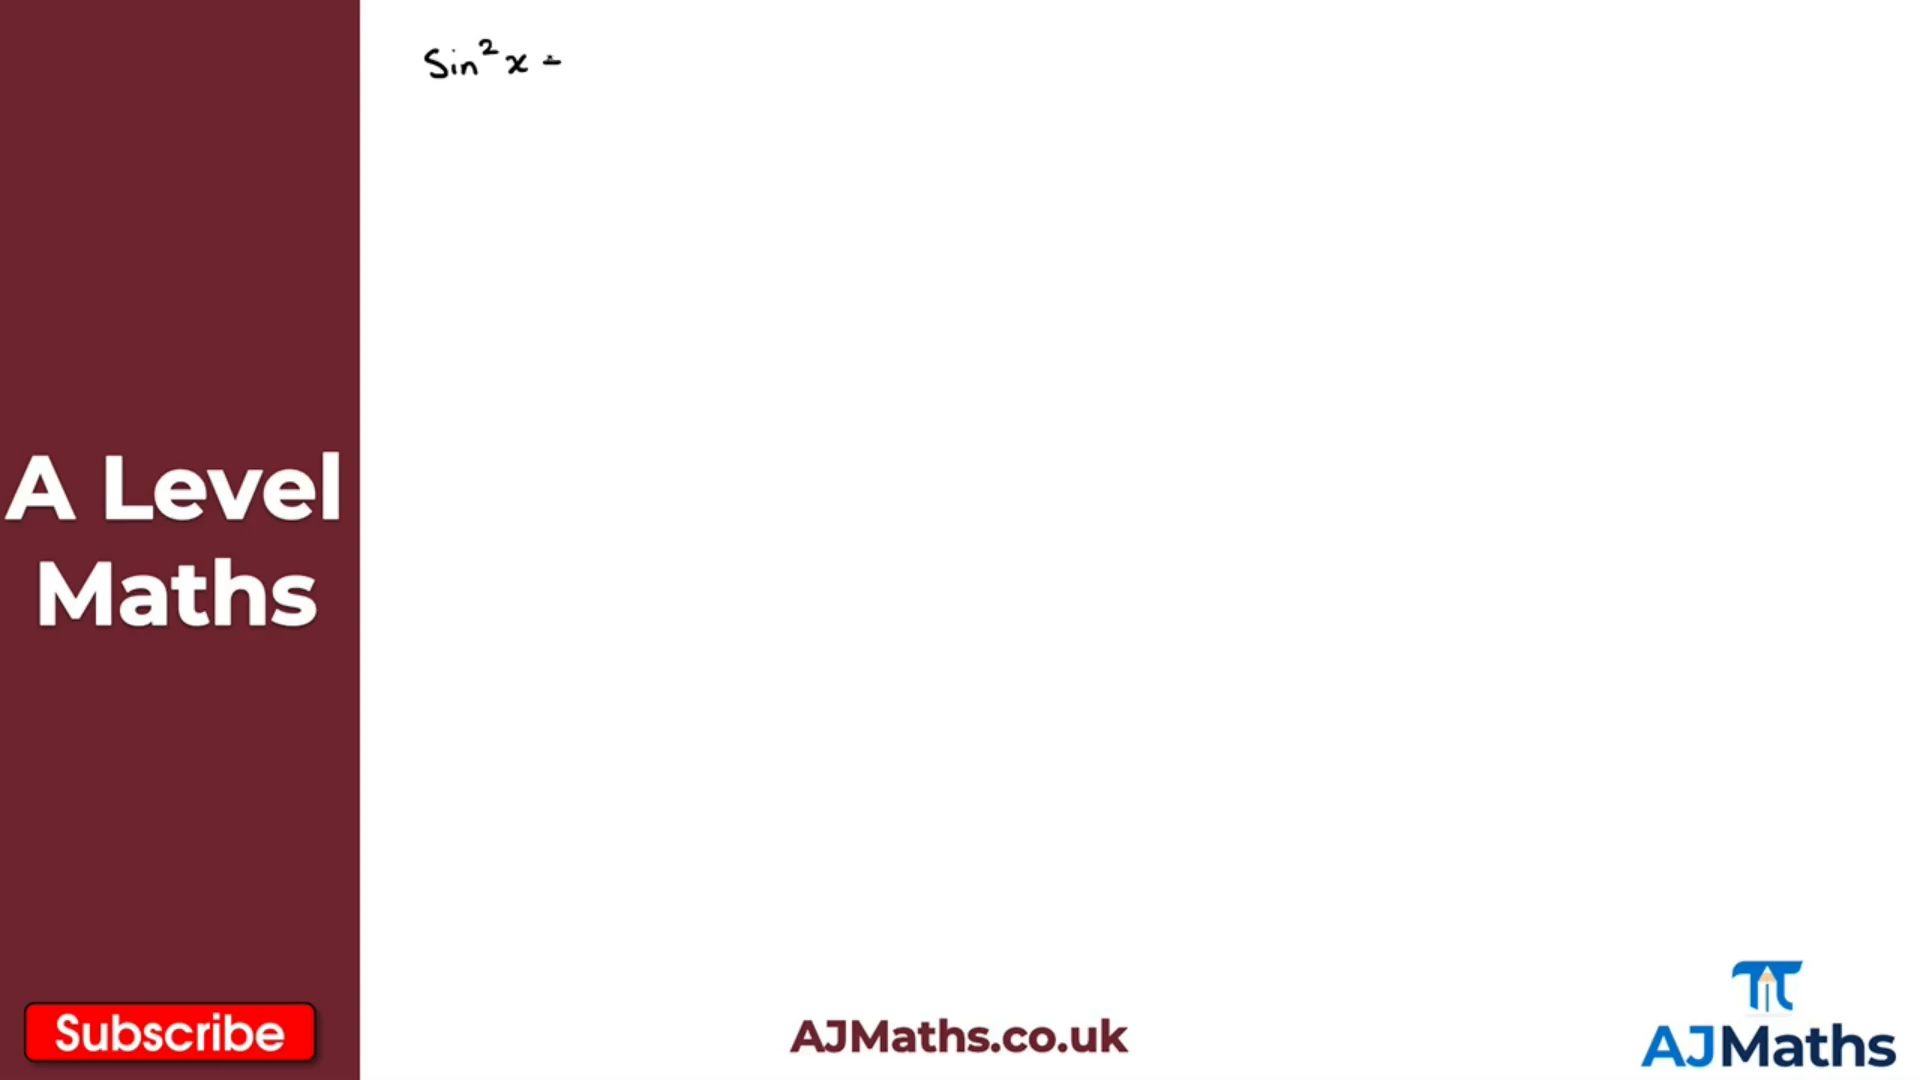 Sin²x =
A Level
Maths
Subscribe
AJMaths.co.uk
AJMaths